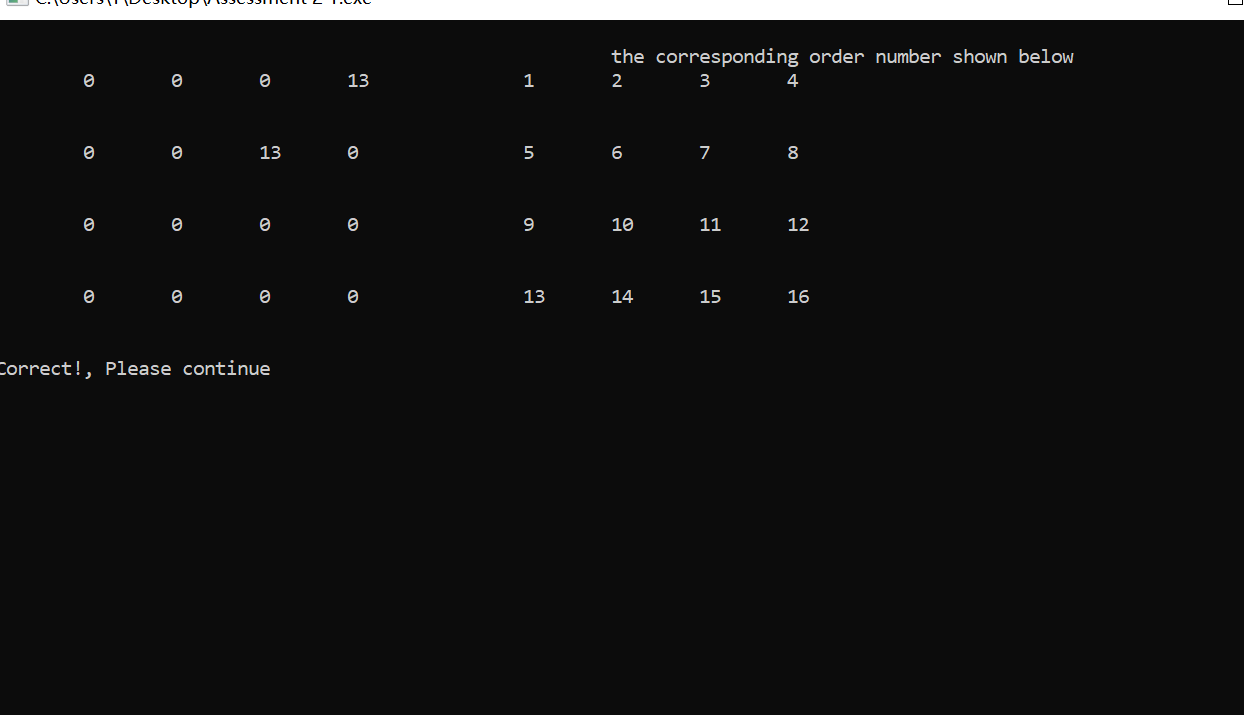 the corresponding order number shown below
0 0 0 13 1 2 3 4
0 0 13 0 5 6 7 8
0 0 0 0 9 10 11 12
0 0 0 0 13 14 15 16
Correct!, Please continue